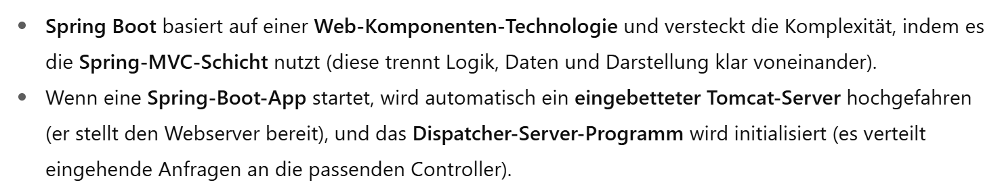 • Spring Boot basiert auf einer Web-Komponenten-Technologie und versteckt die Komplexität, indem es
die Spring-MVC-Schicht nutzt (diese trennt Logik, Daten und Darstellung klar voneinander).
• Wenn eine Spring-Boot-App startet, wird automatisch ein eingebetteter Tomcat-Server hochgefahren
(er stellt den Webserver bereit), und das Dispatcher-Server-Programm wird initialisiert (es verteilt
eingehende Anfragen an die passenden Controller).